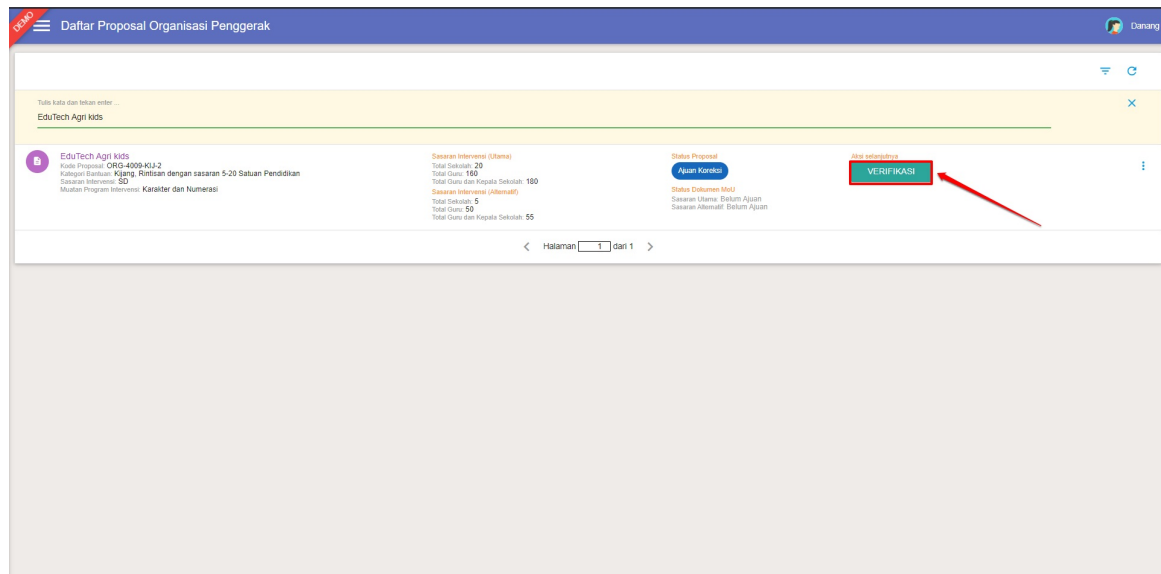 DEMO
Daftar Proposal Organisasi Penggerak
Danang
Tulis kata dan tekan enter ...
EduTech Agri kids
EduTech Agri kids
Kode Proposal: ORG-4009-KIJ-2
Kategori Bantuan: Kijang, Rintisan dengan sasaran 5-20 Satuan Pendidikan
Sasaran Intervensi: SD
Muatan Program Intervensi: Karakter dan Numerasi
Sasaran Intervensi (Utama)
Total Sekolah: 20
Total Guru: 160
Total Guru dan Kepala Sekolah: 180
Sasaran Intervensi (Alternatif)
Total Sekolah: 5
Total Guru: 50
Total Guru dan Kepala Sekolah: 55
Status Proposal
Ajuan Koreksi
Status Dokumen MoU
Sasaran Utama: Belum Ajuan
Sasaran Alternatif: Belum Ajuan
Aksi selanjutnya
VERIFIKASI
Halaman 1 dari 1